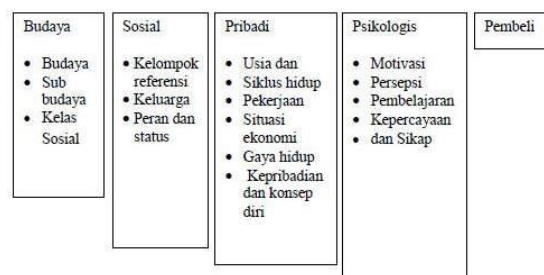 Budaya
• Budaya
• Sub
budaya
• Kelas
Sosial
Sosial
• Kelompok
referensi
• Keluarga
• Peran dan
status
Pribadi
• Usia dan
• Siklus hidup
• Pekerjaan
• Situasi
ekonomi
• Gaya hidup
• Kepribadian
dan konsep
diri
Psikologis
• Motivasi
• Persepsi
• Pembelajaran
• Kepercayaan
• dan Sikap
Pembeli